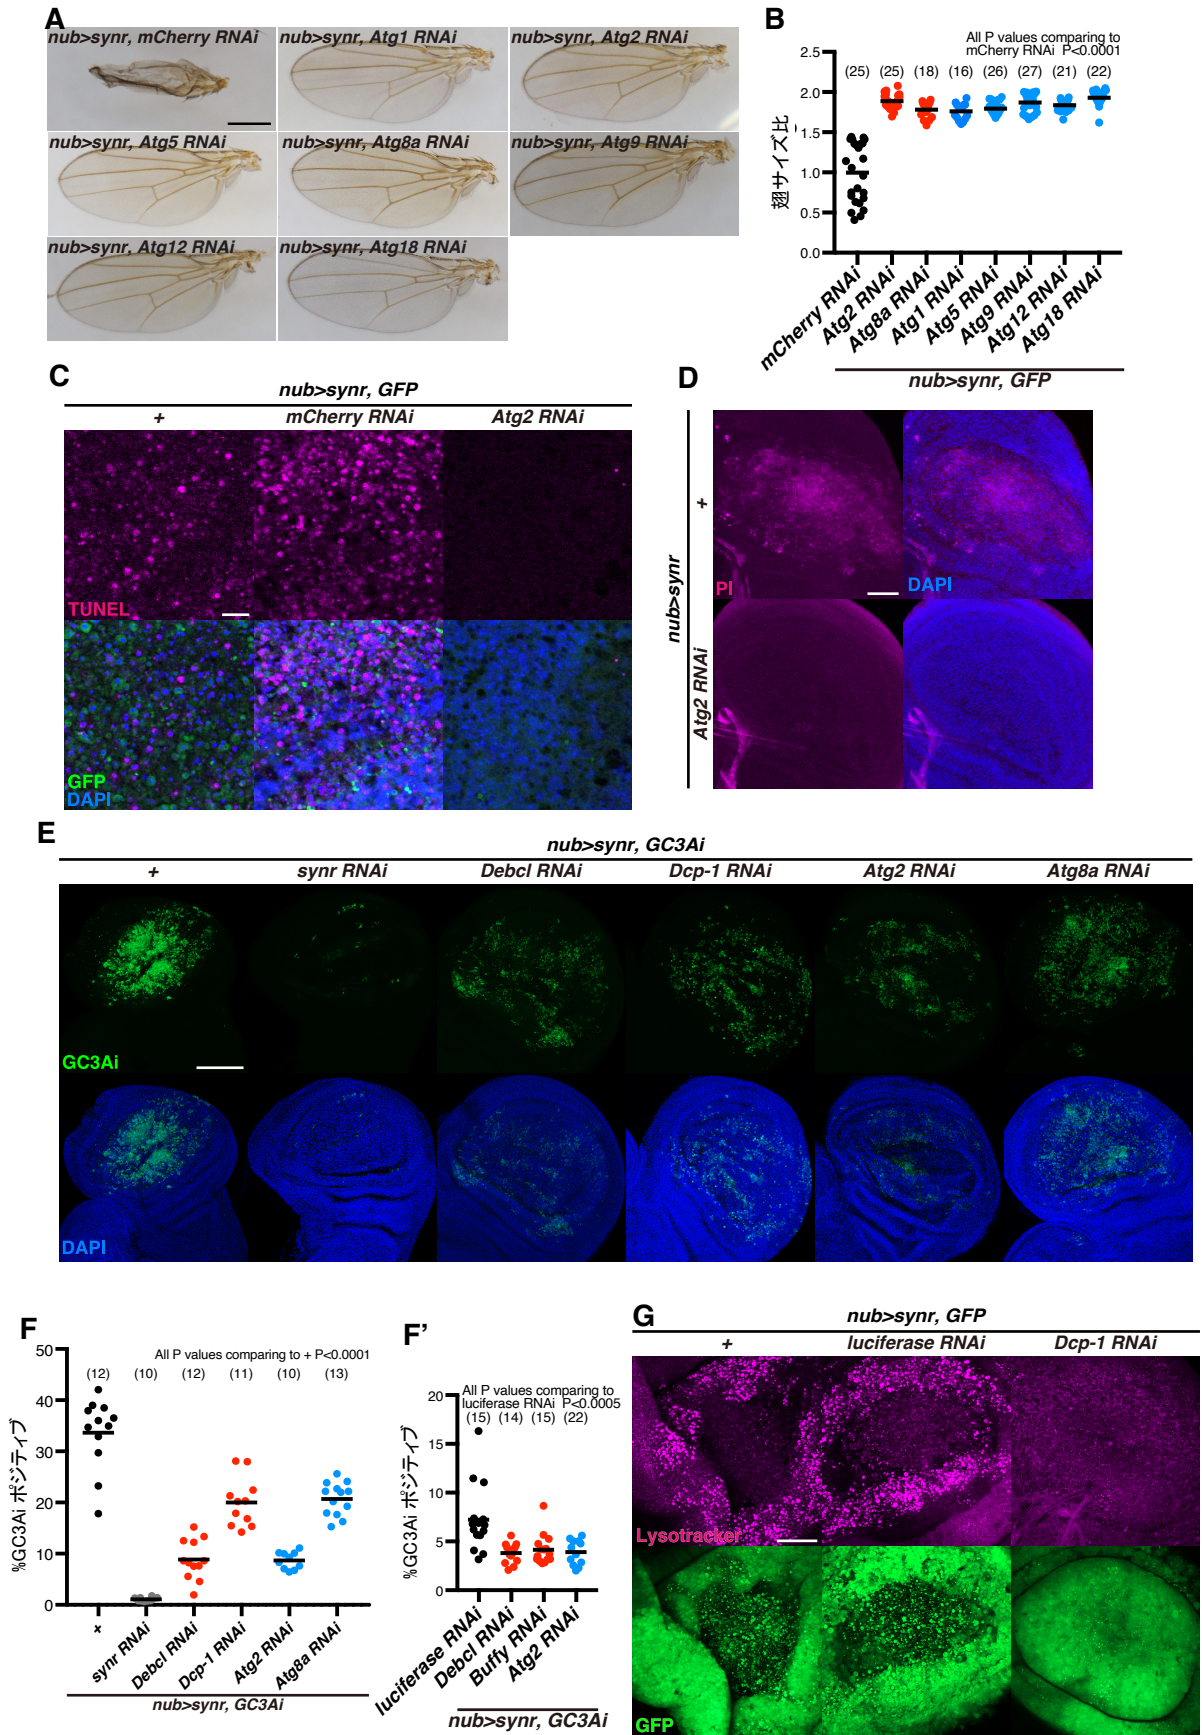 A
nub>synr, mCherry RNAi
nub>synr, Atg1 RNAi
nub>synr, Atg2 RNAi
nub>synr, Atg5 RNAi
nub>synr, Atg8a RNAi
nub>synr, Atg9 RNAi
nub>synr, Atg12 RNAi
nub>synr, Atg18 RNAi
B
All P values comparing to
mCherry RNAi P<0.0001
2.5
2.0
1.5
1.0
0.5
0.0
翅サイズ比
(25)
(25)
(18)
(16)
(26)
(27)
(21)
(22)
mCherry RNAi
Atg2 RNAi
Atg8a RNAi
Atg1 RNAi
Atg5 RNAi
Atg9 RNAi
Atg12 RNAi
Atg18 RNAi
nub>synr, GFP
C
nub>synr, GFP
+
mCherry RNAi
Atg2 RNAi
TUNEL
GFP
DAPI
D
nub>synr
+
Atg2 RNAi
PI
DAPI
E
nub>synr, GC3Ai
+
synr RNAi
Debcl RNAi
Dcp-1 RNAi
Atg2 RNAi
Atg8a RNAi
GC3Ai
DAPI
F
All P values comparing to + P<0.0001
50
40
30
20
10
0
%GC3Ai ポジティブ
(12)
(10)
(12)
(11)
(10)
(13)
+
synr RNAi
Debcl RNAi
Dcp-1 RNAi
Atg2 RNAi
Atg8a RNAi
nub>synr, GC3Ai
F'
All P values comparing to
luciferase RNAi P<0.0005
20
15
10
5
0
%GC3Ai ポジティブ
(15)
(14)
(15)
(22)
luciferase RNAi
Debcl RNAi
Buffy RNAi
Atg2 RNAi
nub>synr, GC3Ai
G
nub>synr, GFP
+
luciferase RNAi
Dcp-1 RNAi
Lysotracker
GFP